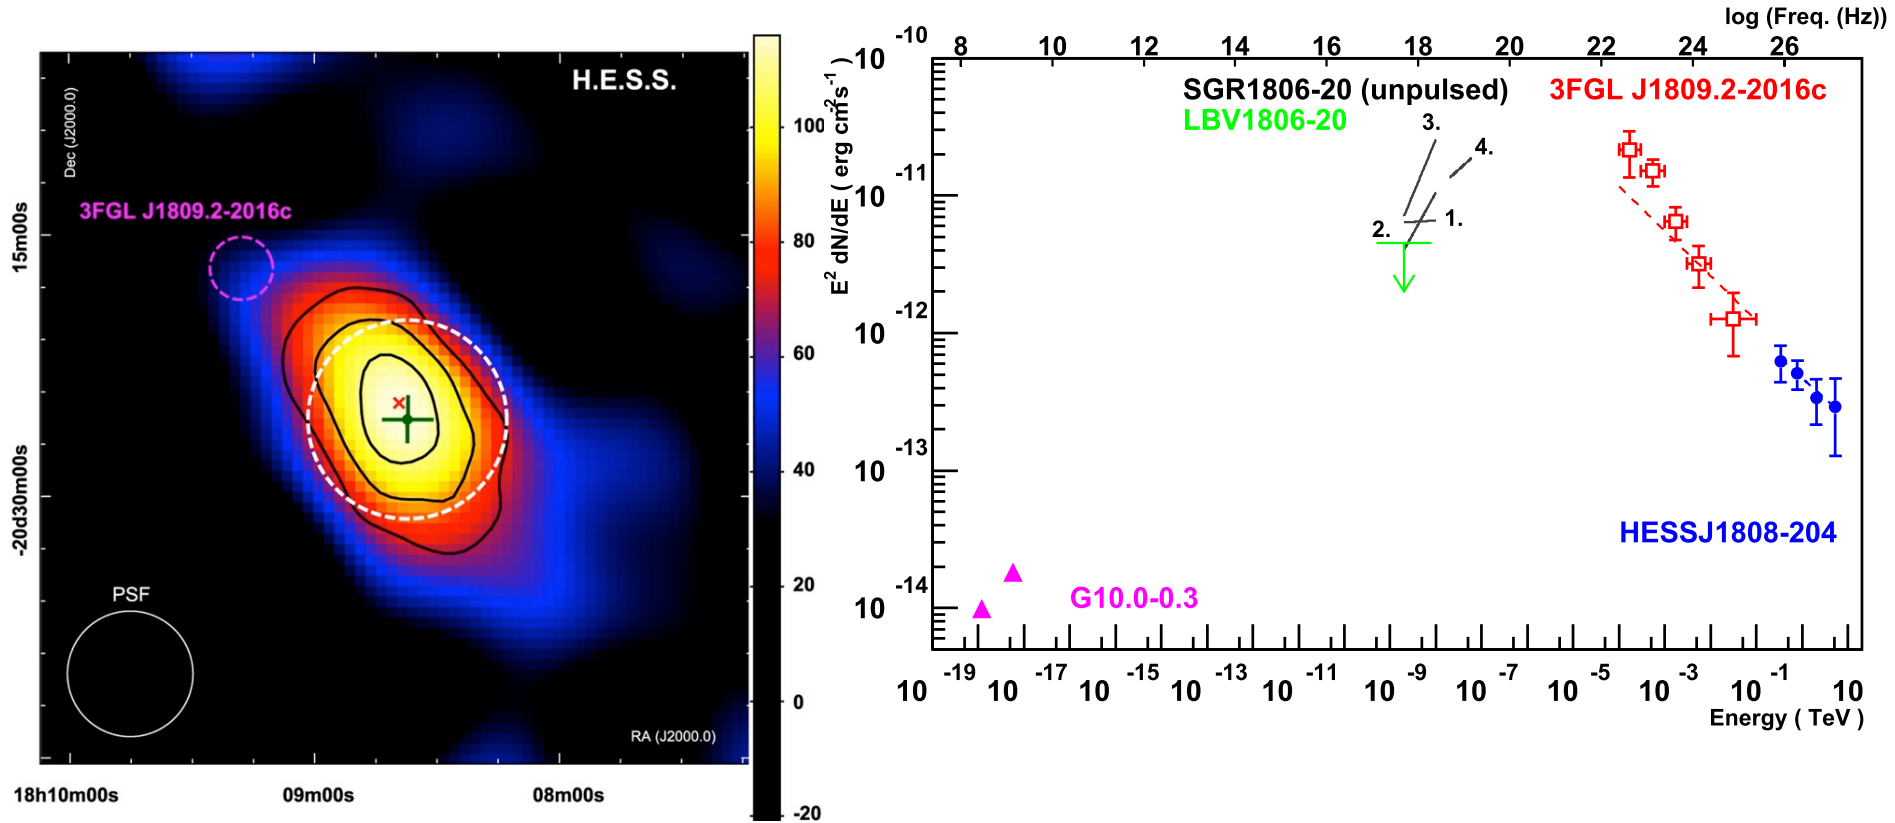 H.E.S.S.
Dec (J2000.0)
3FGL J1809.2-2016c
15m00s
-20d30m00s
PSF
RA (J2000.0)
18h10m00s 09m00s 08m00s
100
80
60
40
20
0
-20
log (Freq. (Hz))
8 10 12 14 16 18 20 22 24 26
E² dN/dE ( erg cm⁻²s⁻¹ )
10⁻¹⁰
10⁻¹¹
10⁻¹²
10⁻¹³
10⁻¹⁴
SGR1806-20 (unpulsed) 3FGL J1809.2-2016c
LBV1806-20
3.
4.
1.
2.
HESSJ1808-204
G10.0-0.3
10⁻¹⁹ 10⁻¹⁷ 10⁻¹⁵ 10⁻¹³ 10⁻¹¹ 10⁻⁹ 10⁻⁷ 10⁻⁵ 10⁻³ 10⁻¹ 10
Energy ( TeV )